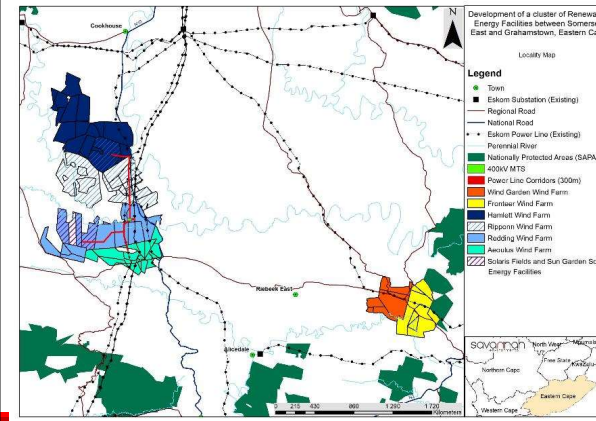 Development of a cluster of Renewa
Energy Facilities between Somers
East and Grahamstown, Eastern Ca
Locality Map
N
Cookhouse
Legend
Town
Eskom Substation (Existing)
Regional Road
National Road
Eskom Power Line (Existing)
Perennial River
Nationally Protected Areas (SAPA
400kV MTS
Power Line Corridors (300m)
Wind Garden Wind Farm
Fronteer Wind Farm
Hamlett Wind Farm
Ripponn Wind Farm
Redding Wind Farm
Aeoulus Wind Farm
Solaris Fields and Sun Garden So
Energy Facilities
Riebeek East
Alicedale
0 215 430 860 1 290 1 720
Kilometers
savannah
North West
Mpumala
Free State
KwaZulu-
Northern Cape
Eastern Cape
Western Cape